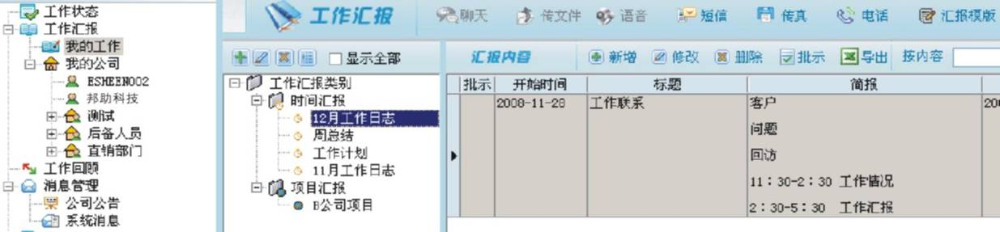 工作状态
工作汇报
我的工作
我的公司
ESHEEN002
邦助科技
测试
后备人员
直销部门
工作回顾
消息管理
公司公告
系统消息
工作汇报 聊天 传文件 语音 短信 传真 电话 汇报模版
显示全部
工作汇报类别
时间汇报
12月工作日志
周总结
工作计划
11月工作日志
项目汇报
B公司项目
汇报内容 新增 修改 删除 批示 导出 按内容
批示 开始时间 标题 简报
2008-11-28 工作联系 客户
问题
回访
11：30-2：30 工作情况
2：30-5：30 工作汇报